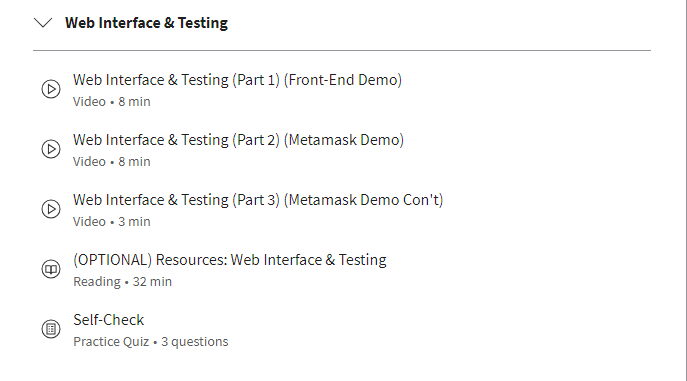 Web Interface & Testing
Web Interface & Testing (Part 1) (Front-End Demo)
Video • 8 min
Web Interface & Testing (Part 2) (Metamask Demo)
Video • 8 min
Web Interface & Testing (Part 3) (Metamask Demo Con't)
Video • 3 min
(OPTIONAL) Resources: Web Interface & Testing
Reading • 32 min
Self-Check
Practice Quiz • 3 questions